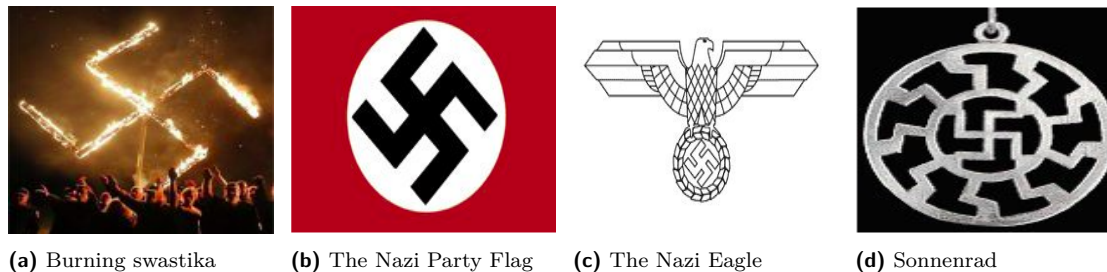 (a) Burning swastika
(b) The Nazi Party Flag
(c) The Nazi Eagle
(d) Sonnenrad